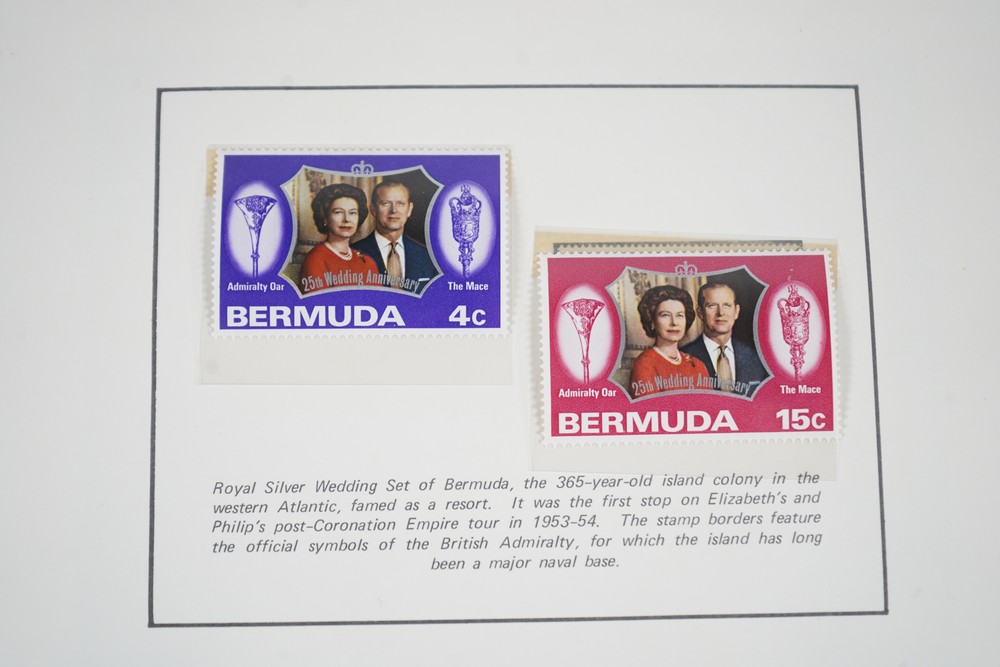 25th Wedding Anniversary
Admiralty Oar
The Mace
BERMUDA 4c
25th Wedding Anniversary
Admiralty Oar
The Mace
BERMUDA 15c
Royal Silver Wedding Set of Bermuda, the 365-year-old island colony in the
western Atlantic, famed as a resort. It was the first stop on Elizabeth's and
Philip's post-Coronation Empire tour in 1953-54. The stamp borders feature
the official symbols of the British Admiralty, for which the island has long
been a major naval base.